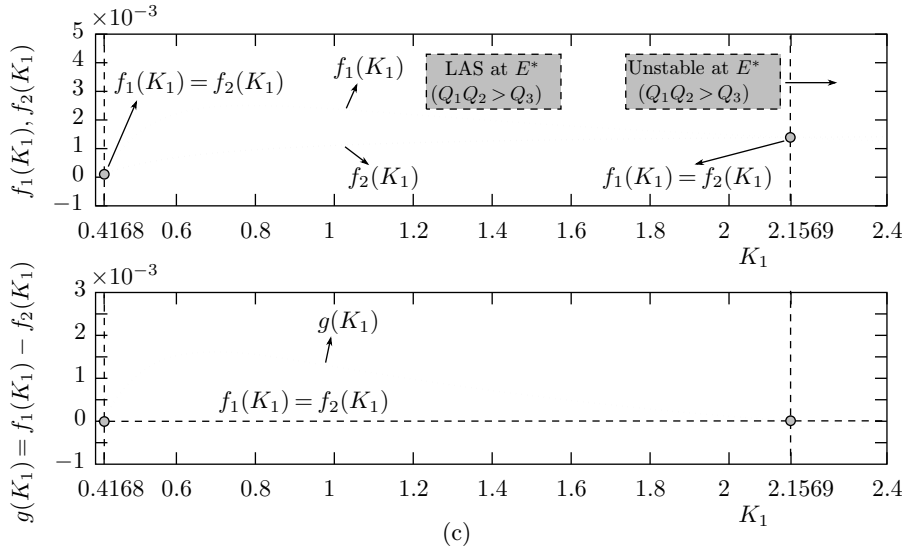 ×10⁻³
5
4
3
2
1
0
−1
f₁(K₁), f₂(K₁)
f₁(K₁) = f₂(K₁)
f₁(K₁)
f₂(K₁)
LAS at E*
(Q₁Q₂ > Q₃)
Unstable at E*
(Q₁Q₂ > Q₃)
f₁(K₁) = f₂(K₁)
0.4168 0.6 0.8 1 1.2 1.4 1.6 1.8 2 2.1569 2.4
K₁
×10⁻³
3
2
1
0
−1
g(K₁) = f₁(K₁) − f₂(K₁)
g(K₁)
f₁(K₁) = f₂(K₁)
0.4168 0.6 0.8 1 1.2 1.4 1.6 1.8 2 2.1569 2.4
K₁
(c)